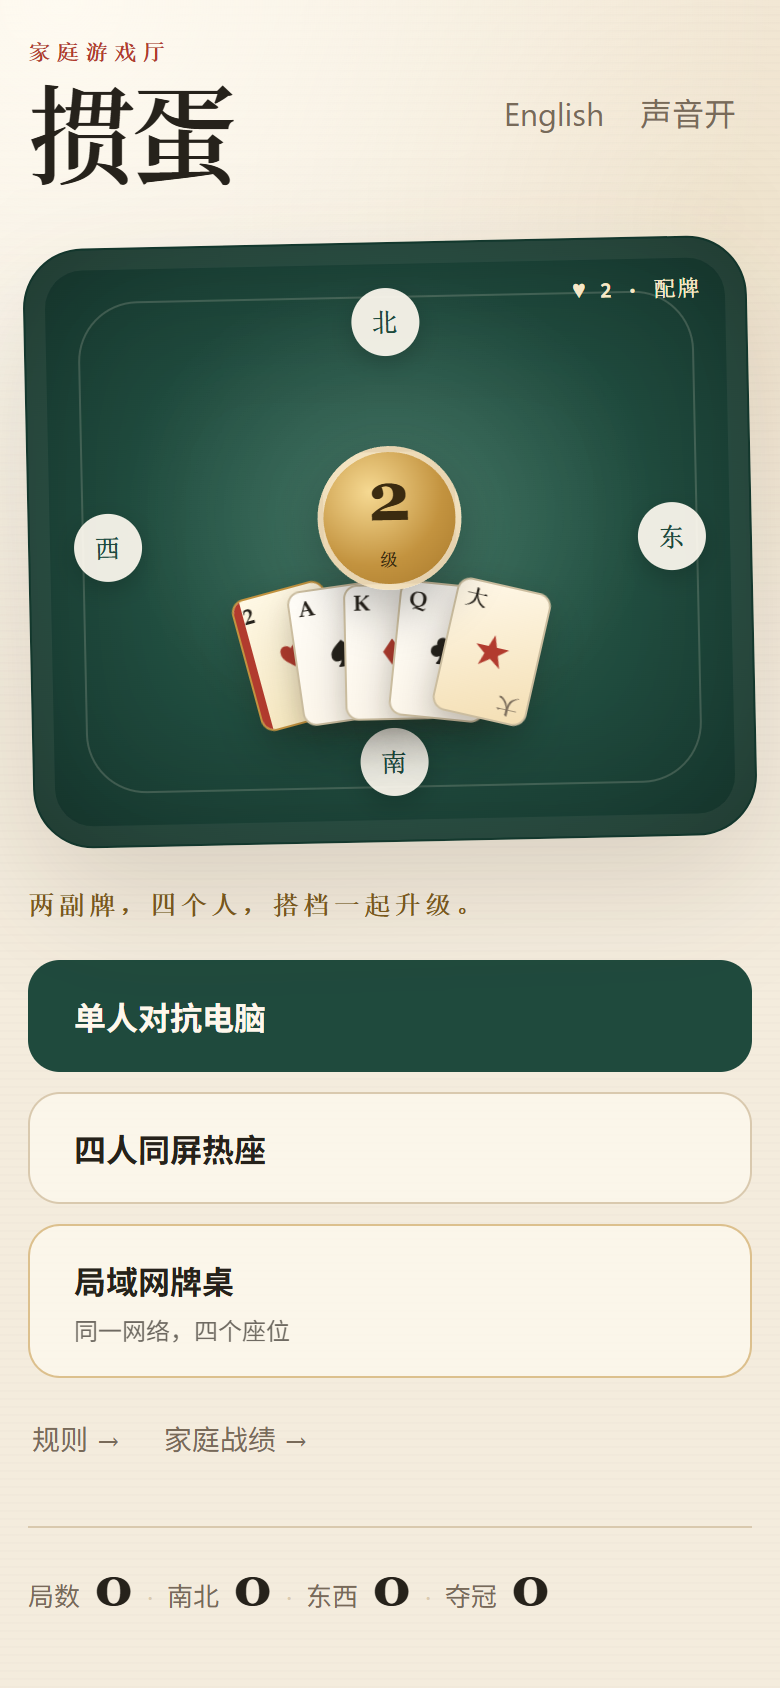 家庭游戏厅
掼蛋
English 声音开
♥ 2 · 配牌
北
2
级
西
东
2 A K Q 大
大
南
两副牌，四个人，搭档一起升级。
单人对抗电脑
四人同屏热座
局域网牌桌
同一网络，四个座位
规则 → 家庭战绩 →
局数 0 · 南北 0 · 东西 0 · 夺冠 0